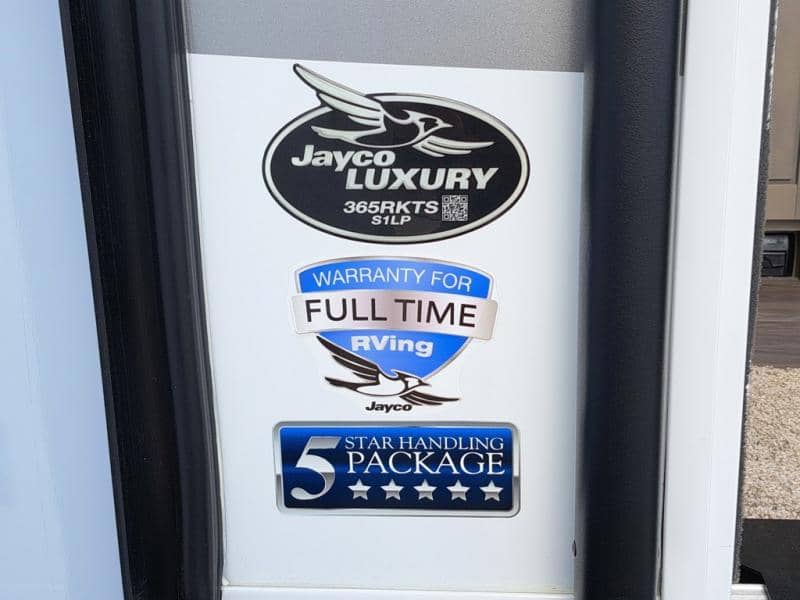 Jayco
LUXURY
365RKTS
S1LP
WARRANTY FOR
FULL TIME
RVing
Jayco
5 STAR HANDLING
PACKAGE